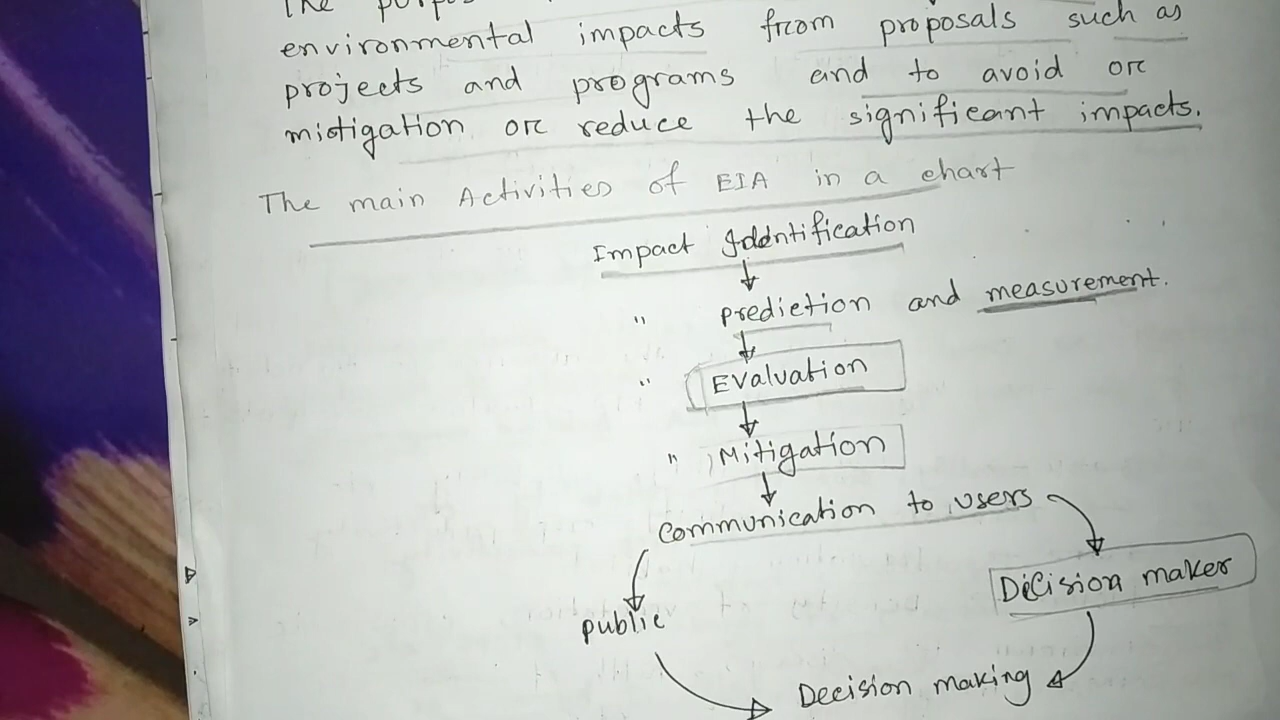 The
environmental impacts from proposals such as
projects and programs and to avoid or
mitigation or reduce the significant impacts.
The main Activities of EIA in a chart
Impact Identification
" prediction and measurement.
" Evaluation
" Mitigation
Communication to users
Dicision maker
public
Decision making